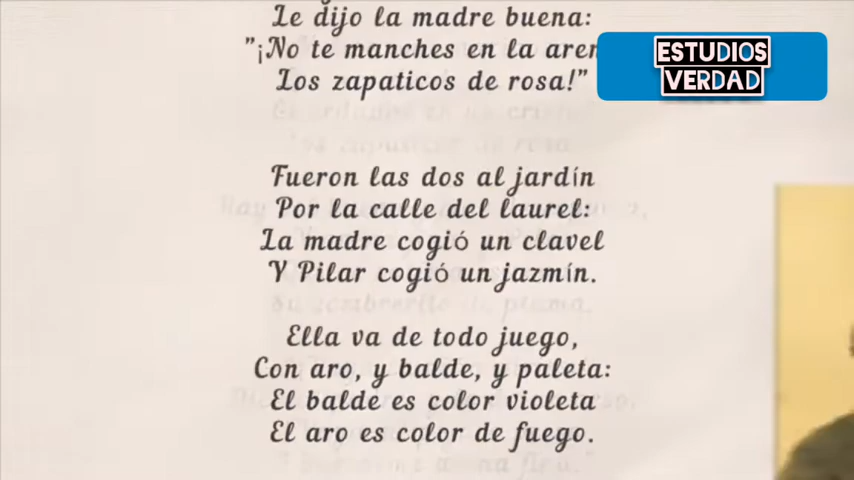 Le dijo la madre buena:
"¡No te manches en la aren
Los zapaticos de rosa!"
ESTUDIOS
VERDAD
Fueron las dos al jardín
Por la calle del laurel:
La madre cogió un clavel
Y Pilar cogió un jazmín.
Ella va de todo juego,
Con aro, y balde, y paleta:
El balde es color violeta
El aro es color de fuego.